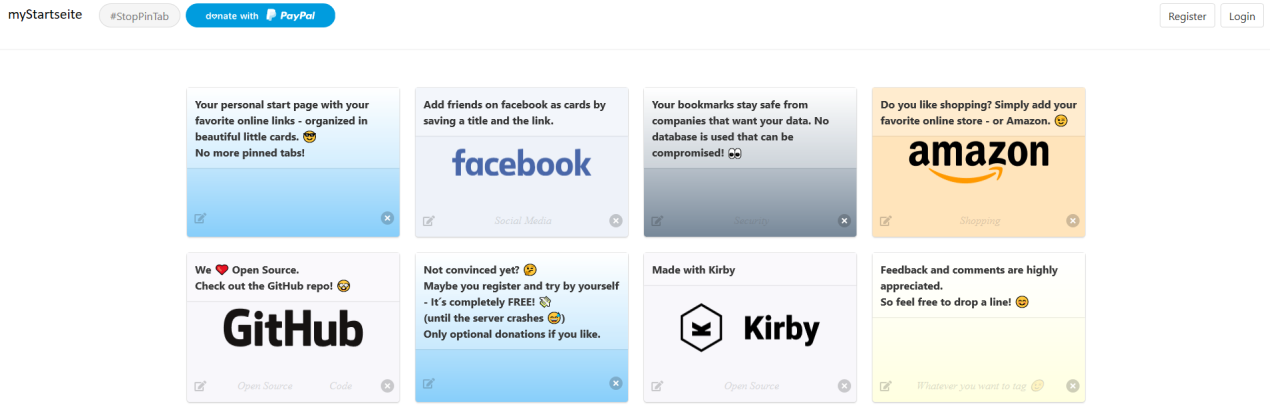 myStartseite
#StopPinTab
donate with PayPal
Register
Login
Your personal start page with your
favorite online links - organized in
beautiful little cards. 😎
No more pinned tabs!
Add friends on facebook as cards by
saving a title and the link.
facebook
Social Media
Your bookmarks stay safe from
companies that want your data. No
database is used that can be
compromised! 👀
Security
Do you like shopping? Simply add your
favorite online store - or Amazon. 😉
amazon
Shopping
We ❤️ Open Source.
Check out the GitHub repo! 🤓
GitHub
Open Source
Code
Not convinced yet? 🤔
Maybe you register and try by yourself
- It´s completely FREE! 💸
(until the server crashes 😅)
Only optional donations if you like.
Made with Kirby
Kirby
Open Source
Feedback and comments are highly
appreciated.
So feel free to drop a line! 😊
Whatever you want to tag